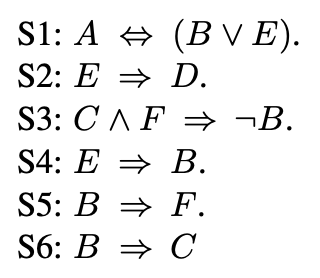 S1: A ⇔ (B ∨ E).
S2: E ⇒ D.
S3: C ∧ F ⇒ ¬B.
S4: E ⇒ B.
S5: B ⇒ F.
S6: B ⇒ C